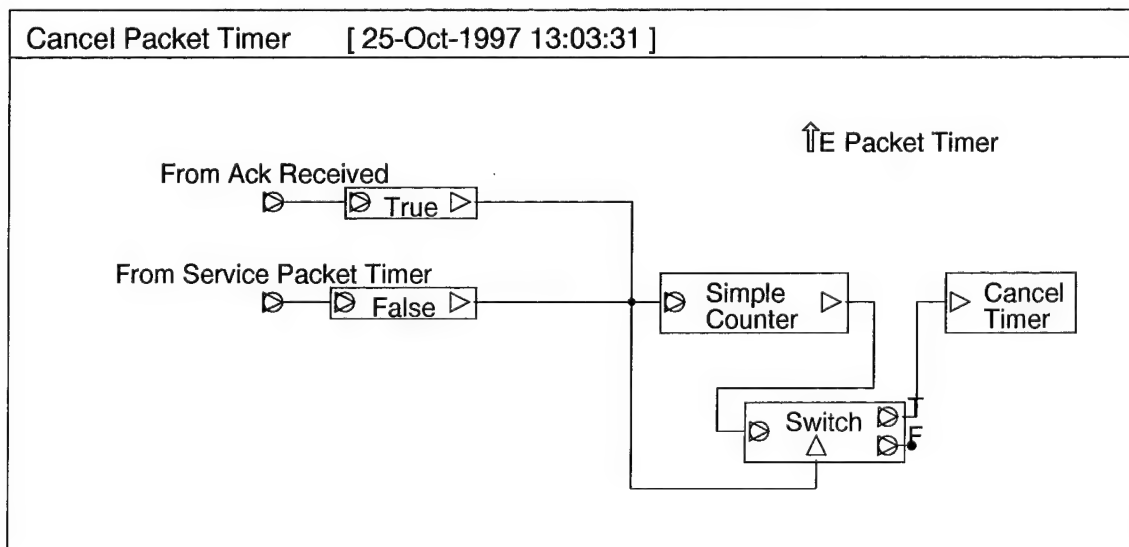 Cancel Packet Timer [ 25-Oct-1997 13:03:31 ]
⇑E Packet Timer
From Ack Received
True
From Service Packet Timer
False
Simple
Counter
Cancel
Timer
Switch
T
F